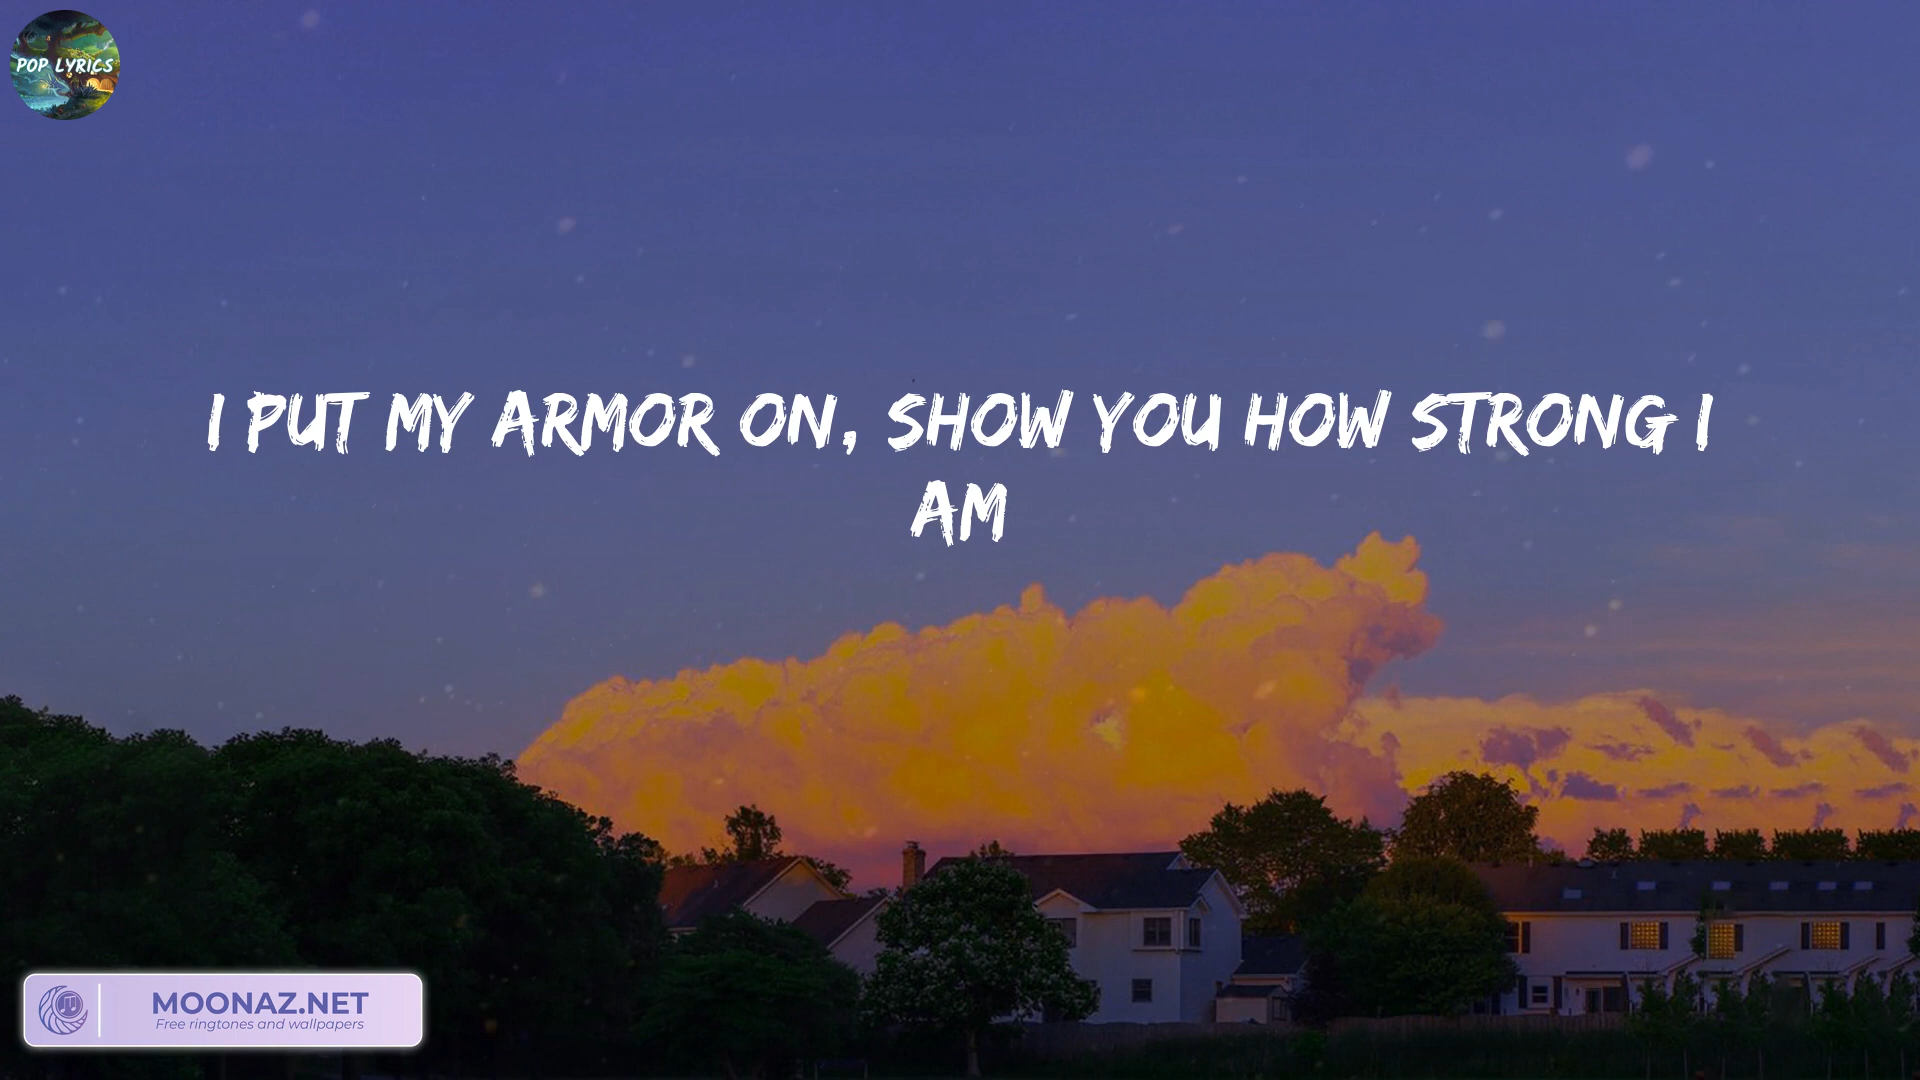 POP LYRICS
I PUT MY ARMOR ON, SHOW YOU HOW STRONG I
AM
MOONAZ.NET
Free ringtones and wallpapers